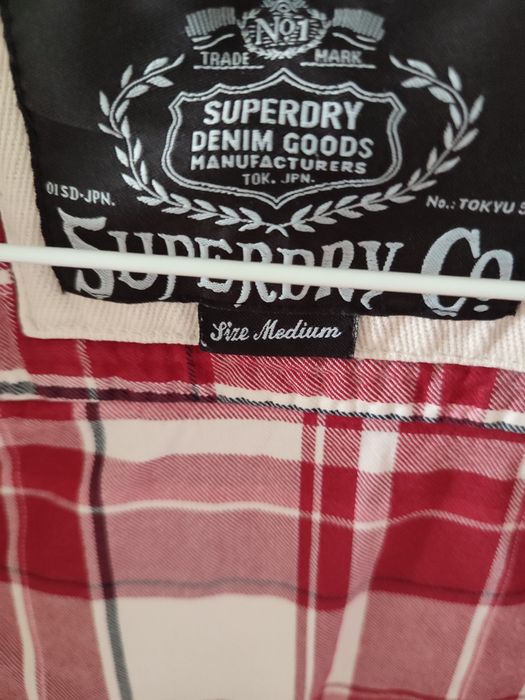 No1
TRADE MARK
SUPERDRY
DENIM GOODS
MANUFACTURERS
TOK. JPN.
01SD-JPN.
No.: TOKYU
SUPERDRY Co
Size Medium